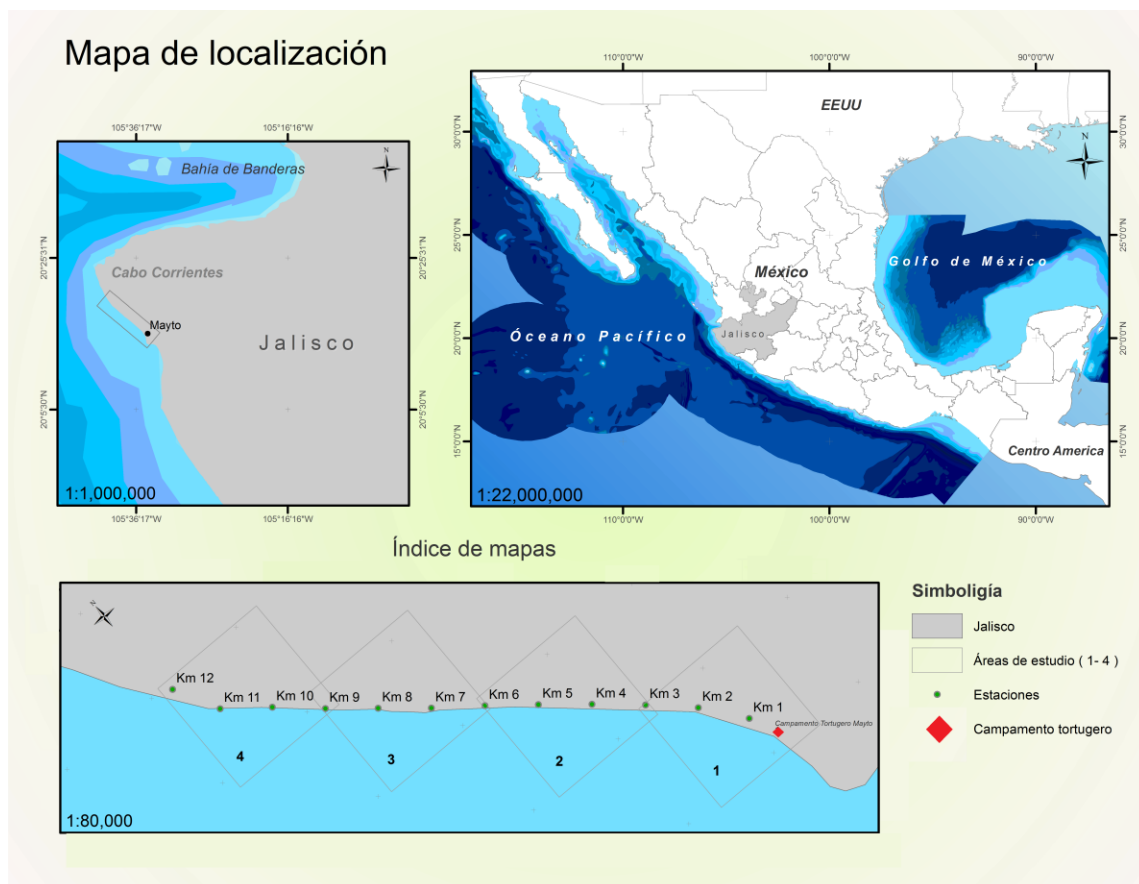 Mapa de localización
105°36'17"W 105°16'16"W
20°25'31"N
20°5'30"N
N
Bahía de Banderas
Cabo Corrientes
Mayto
Jalisco
1:1,000,000
20°25'31"N
20°5'30"N
105°36'17"W 105°16'16"W
110°0'0"W 100°0'0"W 90°0'0"W
30°0'0"N
25°0'0"N
20°0'0"N
15°0'0"N
EEUU
N
México
Golfo de México
Óceano Pacífico
Jalisco
Centro America
1:22,000,000
30°0'0"N
25°0'0"N
20°0'0"N
15°0'0"N
110°0'0"W 100°0'0"W 90°0'0"W
Índice de mapas
N
Km 12 Km 11 Km 10 Km 9 Km 8 Km 7 Km 6 Km 5 Km 4 Km 3 Km 2 Km 1
Campamento Tortugero Mayto
4 3 2 1
1:80,000
Simboligía
Jalisco
Áreas de estudio ( 1- 4 )
Estaciones
Campamento tortugero